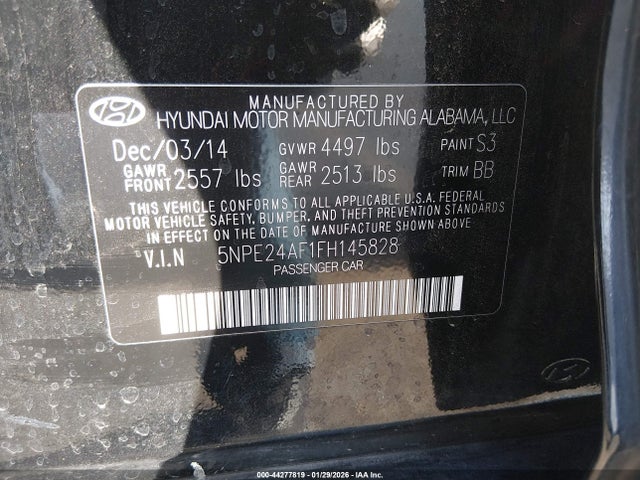 MANUFACTURED BY
HYUNDAI MOTOR MANUFACTURING ALABAMA, LLC
Dec/03/14 GVWR 4497 lbs PAINT S3
GAWR FRONT 2557 lbs GAWR REAR 2513 lbs TRIM BB
THIS VEHICLE CONFORMS TO ALL APPLICABLE U.S.A. FEDERAL
MOTOR VEHICLE SAFETY, BUMPER, AND THEFT PREVENTION STANDARDS
IN EFFECT ON THE DATE OF MANUFACTURE SHOWN ABOVE
V.I.N 5NPE24AF1FH145828
PASSENGER CAR
000-44277819 - 01/29/2026 - IAA Inc.